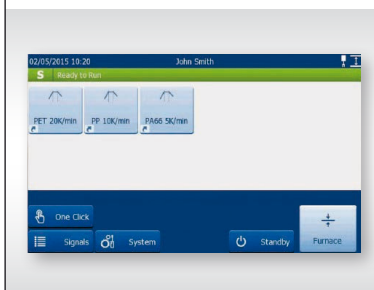 02/05/2015 10:20 John Smith
S Ready to Run
PET 20K/min PP 10K/min PA66 5K/min
One Click
Signals System Standby Furnace